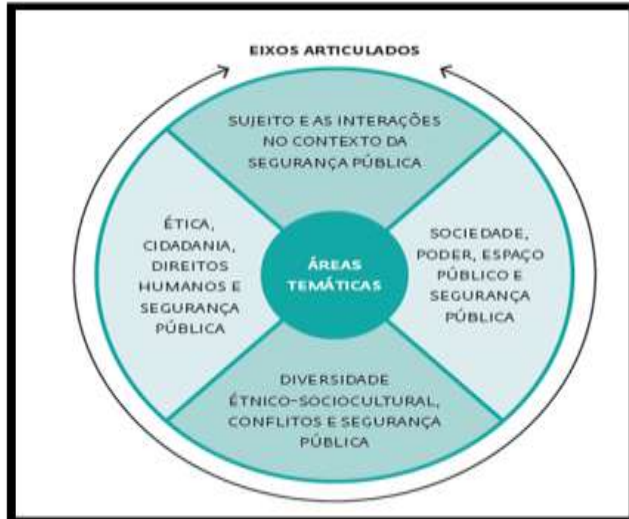 EIXOS ARTICULADOS
SUJEITO E AS INTERAÇÕES
NO CONTEXTO DA
SEGURANÇA PÚBLICA
ÉTICA,
CIDADANIA,
DIREITOS
HUMANOS E
SEGURANÇA
PÚBLICA
ÁREAS
TEMÁTICAS
SOCIEDADE,
PODER, ESPAÇO
PÚBLICO E
SEGURANÇA
PÚBLICA
DIVERSIDADE
ÉTNICO-SOCIOCULTURAL,
CONFLITOS E SEGURANÇA
PÚBLICA